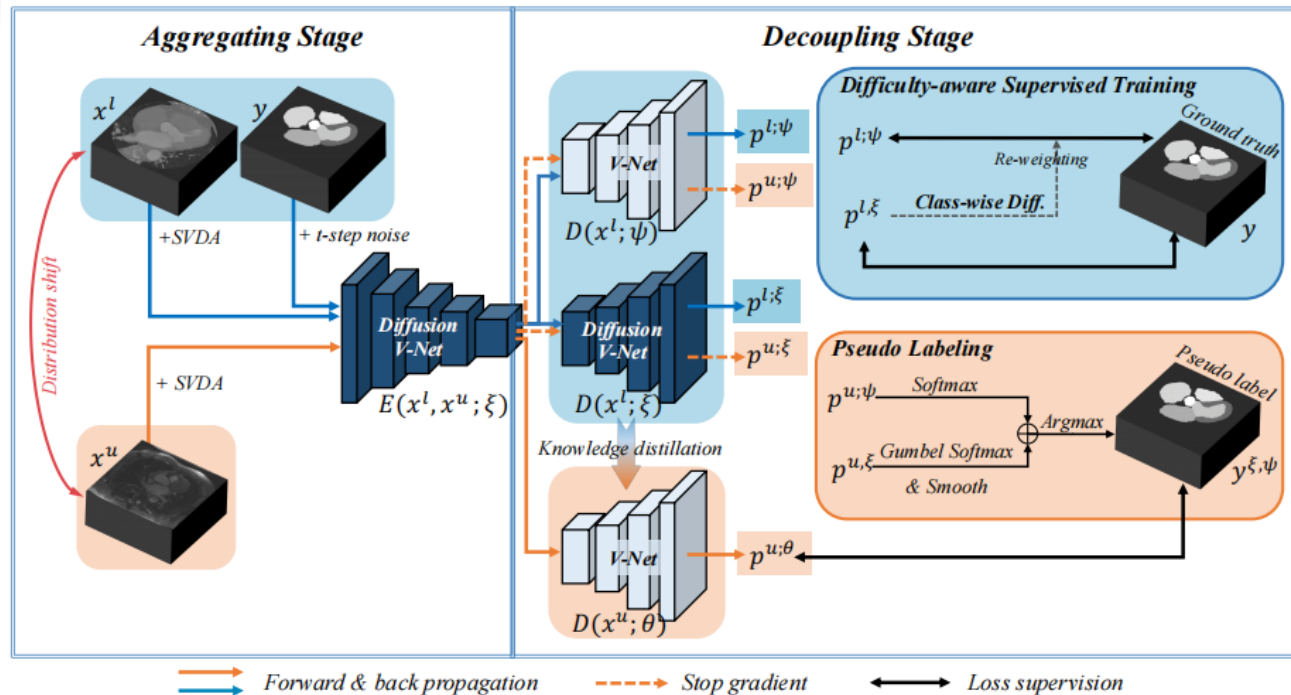 Aggregating Stage
Decoupling Stage
x^l
y
+SVDA
+ t-step noise
Distribution shift
+ SVDA
x^u
Diffusion
V-Net
E(x^l, x^u; ξ)
V-Net
D(x^l; ψ)
p^{l;ψ}
p^{u;ψ}
Diffusion
V-Net
D(x^l; ξ)
p^{l;ξ}
p^{u;ξ}
Knowledge distillation
V-Net
D(x^u; θ)
p^{u;θ}
Difficulty-aware Supervised Training
p^{l;ψ}
Re-weighting
Ground truth
p^{l,ξ}
Class-wise Diff.
y
Pseudo Labeling
p^{u;ψ}
Softmax
Pseudo label
Argmax
p^{u,ξ}
Gumbel Softmax
& Smooth
y^{ξ,ψ}
Forward & back propagation
Stop gradient
Loss supervision